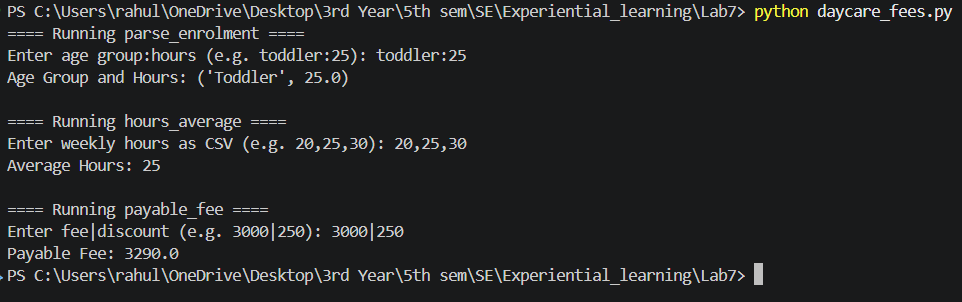 PS C:\Users\rahul\OneDrive\Desktop\3rd Year\5th sem\SE\Experiential_learning\Lab7> python daycare_fees.py
==== Running parse_enrolment ====
Enter age group:hours (e.g. toddler:25): toddler:25
Age Group and Hours: ('Toddler', 25.0)
==== Running hours_average ====
Enter weekly hours as CSV (e.g. 20,25,30): 20,25,30
Average Hours: 25
==== Running payable_fee ====
Enter fee|discount (e.g. 3000|250): 3000|250
Payable Fee: 3290.0
PS C:\Users\rahul\OneDrive\Desktop\3rd Year\5th sem\SE\Experiential_learning\Lab7>